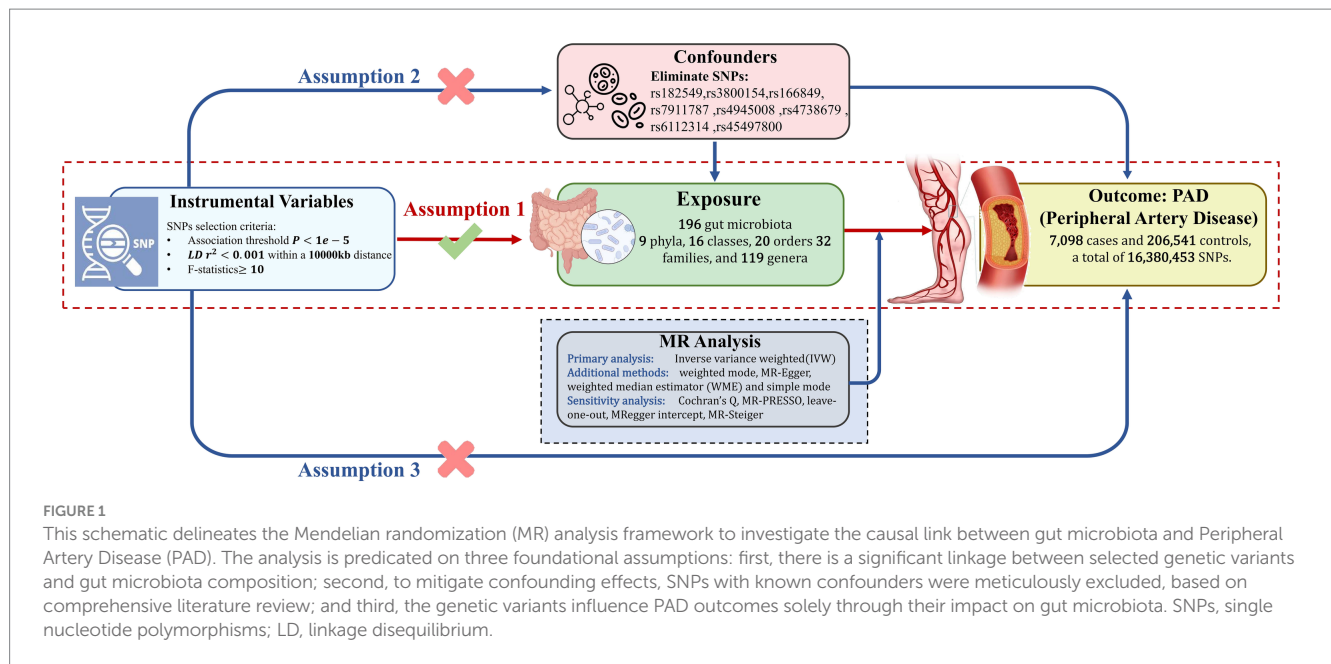 Confounders
Eliminate SNPs:
rs182549,rs3800154,rs166849,
rs7911787 ,rs4945008 ,rs4738679 ,
rs6112314 ,rs45497800
Assumption 2
Instrumental Variables
SNPs selection criteria:
• Association threshold P < 1e − 5
• LD r² < 0.001 within a 10000kb distance
• F-statistics≥ 10
SNP
Assumption 1
Exposure
196 gut microbiota
9 phyla, 16 classes, 20 orders 32
families, and 119 genera
Outcome: PAD
(Peripheral Artery Disease)
7,098 cases and 206,541 controls,
a total of 16,380,453 SNPs.
MR Analysis
Primary analysis: Inverse variance weighted(IVW)
Additional methods: weighted mode, MR-Egger,
weighted median estimator (WME) and simple mode
Sensitivity analysis: Cochran's Q, MR-PRESSO, leave-
one-out, MRegger intercept, MR-Steiger
Assumption 3
FIGURE 1
This schematic delineates the Mendelian randomization (MR) analysis framework to investigate the causal link between gut microbiota and Peripheral
Artery Disease (PAD). The analysis is predicated on three foundational assumptions: first, there is a significant linkage between selected genetic variants
and gut microbiota composition; second, to mitigate confounding effects, SNPs with known confounders were meticulously excluded, based on
comprehensive literature review; and third, the genetic variants influence PAD outcomes solely through their impact on gut microbiota. SNPs, single
nucleotide polymorphisms; LD, linkage disequilibrium.